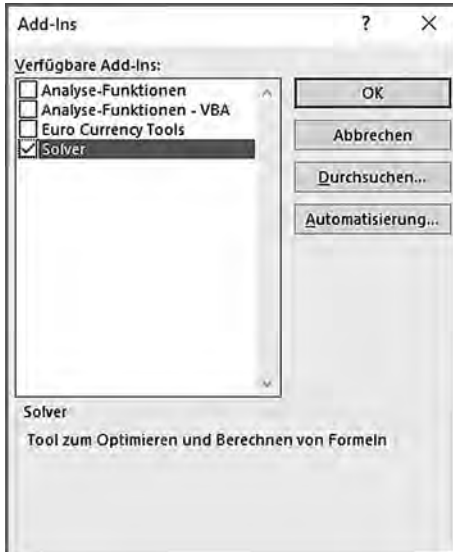 Add-Ins ? ×
Verfügbare Add-Ins:
Analyse-Funktionen
Analyse-Funktionen - VBA
Euro Currency Tools
Solver
OK
Abbrechen
Durchsuchen...
Automatisierung...
Solver
Tool zum Optimieren und Berechnen von Formeln